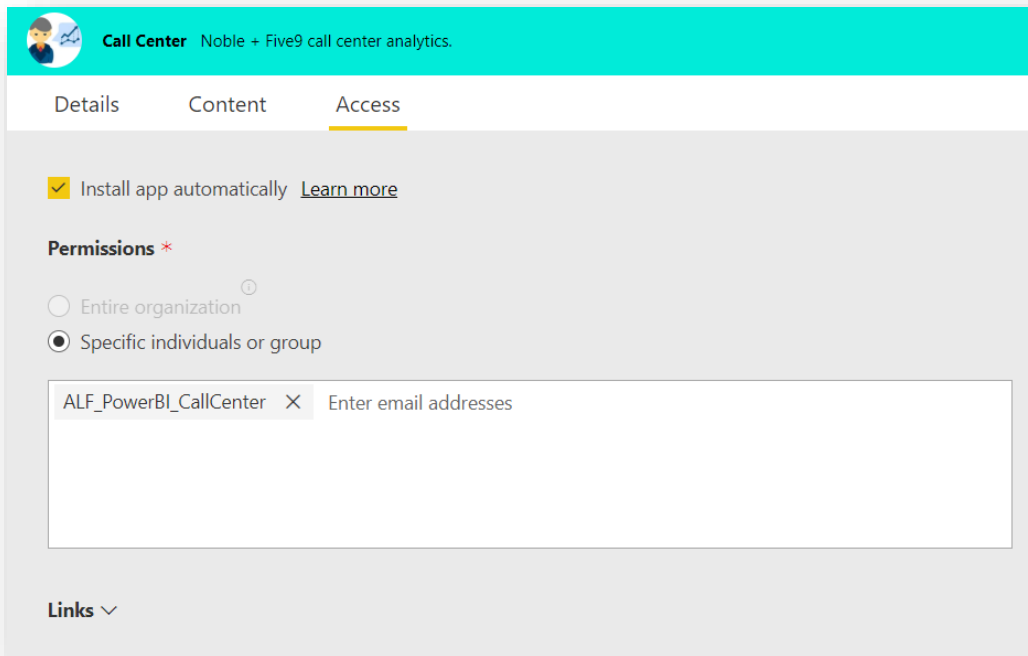 Call Center Noble + Five9 call center analytics.
Details Content Access
Install app automatically Learn more
Permissions *
Entire organization
Specific individuals or group
ALF_PowerBI_CallCenter Enter email addresses
Links